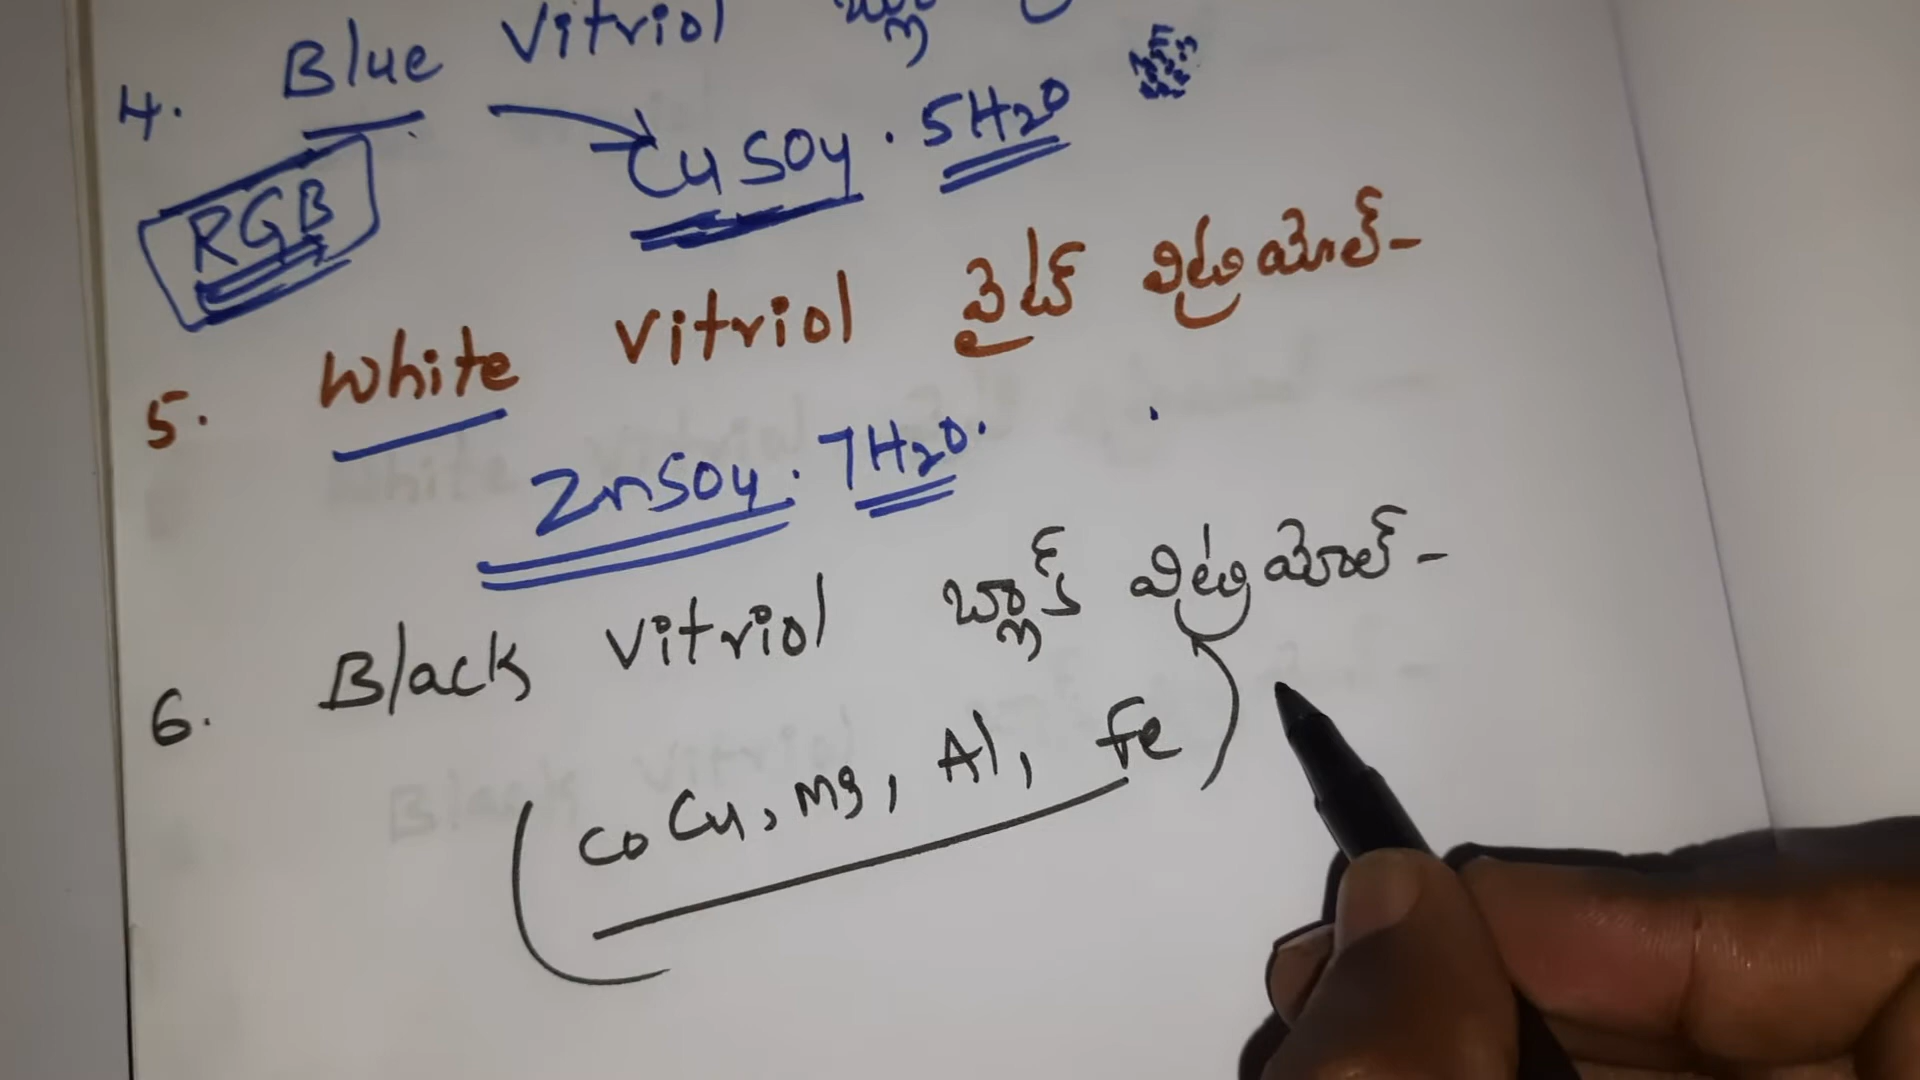 4. Blue Vitriol
CuSO4 . 5H2O
RGB
5. White Vitriol వైట్ విట్రియోల్-
ZnSO4 . 7H2O.
6. Black Vitriol బ్లాక్ విట్రియోల్-
Co Cu, Mg, Al, Fe